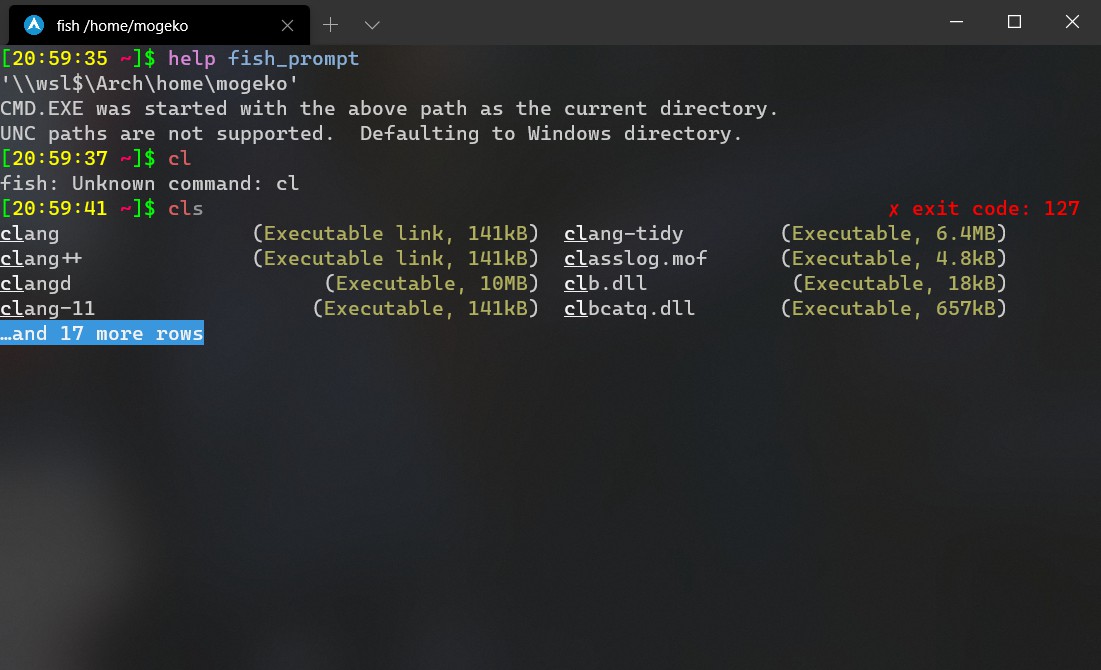 fish /home/mogeko
[20:59:35 ~]$ help fish_prompt
'\\wsl$\Arch\home\mogeko'
CMD.EXE was started with the above path as the current directory.
UNC paths are not supported.  Defaulting to Windows directory.
[20:59:37 ~]$ cl
fish: Unknown command: cl
[20:59:41 ~]$ cls ✗ exit code: 127
clang (Executable link, 141kB) clang-tidy (Executable, 6.4MB)
clang++ (Executable link, 141kB) classlog.mof (Executable, 4.8kB)
clangd (Executable, 10MB) clb.dll (Executable, 18kB)
clang-11 (Executable, 141kB) clbcatq.dll (Executable, 657kB)
…and 17 more rows